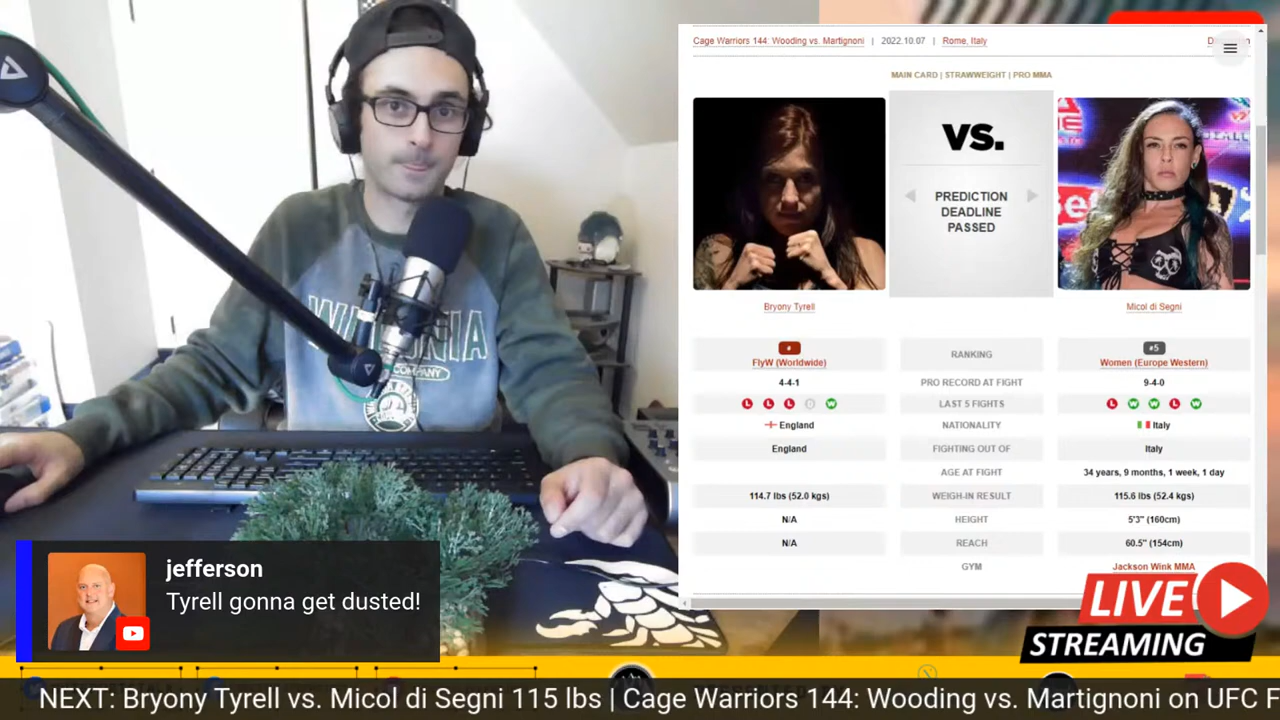 Cage Warriors 144: Wooding vs. Martignoni | 2022.10.07 | Rome, Italy
MAIN CARD | STRAWWEIGHT | PRO MMA
VS.
PREDICTION
DEADLINE
PASSED
Bryony Tyrell
Micol di Segni
# #5
FlyW (Worldwide) RANKING Women (Europe Western)
4-4-1 PRO RECORD AT FIGHT 9-4-0
L L L D W LAST 5 FIGHTS L W W L W
England NATIONALITY Italy
England FIGHTING OUT OF Italy
AGE AT FIGHT 34 years, 9 months, 1 week, 1 day
114.7 lbs (52.0 kgs) WEIGH-IN RESULT 115.6 lbs (52.4 kgs)
N/A HEIGHT 5'3" (160cm)
N/A REACH 60.5" (154cm)
GYM Jackson Wink MMA
COMPANY
jefferson
Tyrell gonna get dusted!
LIVE
STREAMING
NEXT: Bryony Tyrell vs. Micol di Segni 115 lbs | Cage Warriors 144: Wooding vs. Martignoni on UFC F